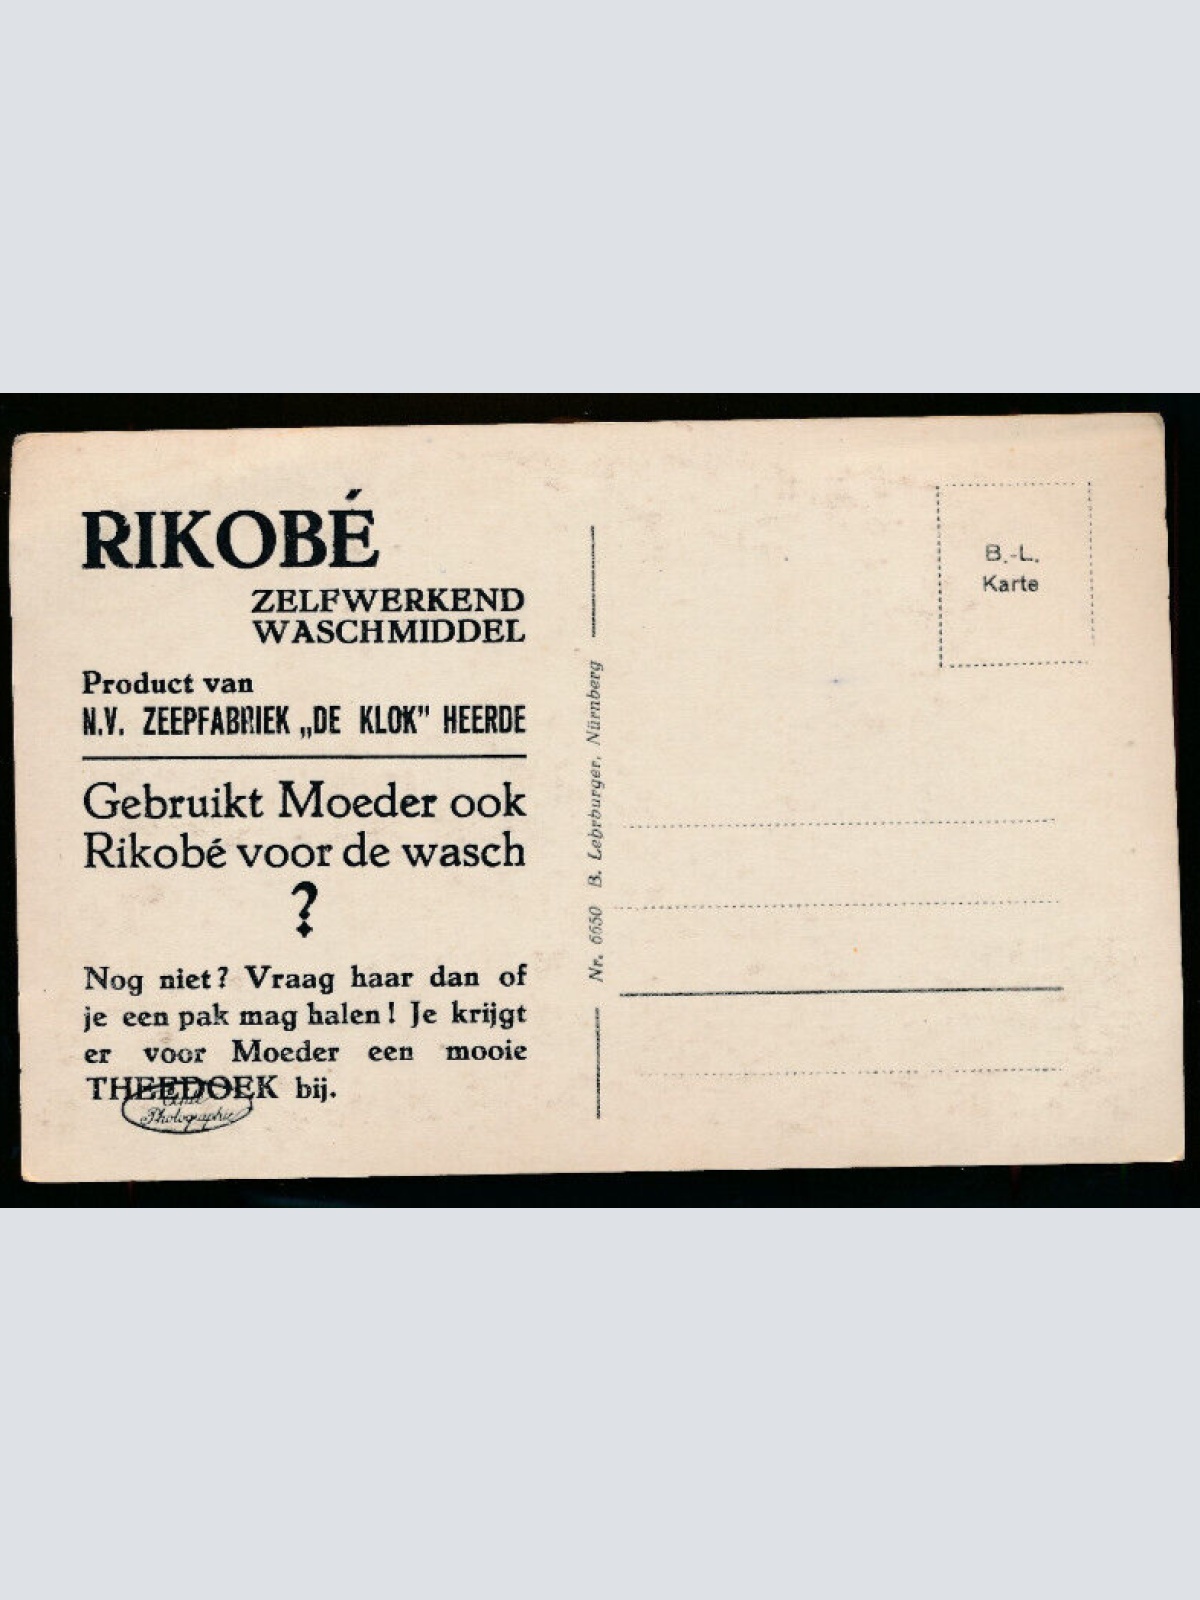 RIKOBÉ
ZELFWERKEND
WASCHMIDDEL
Product van
N.V. ZEEPFABRIEK „DE KLOK” HEERDE
Gebruikt Moeder ook
Rikobé voor de wasch
?
Nog niet? Vraag haar dan of
je een pak mag halen! Je krijgt
er voor Moeder een mooie
THEEDOEK bij.
Photographie
Nr. 6650 B. Lebrburger, Nürnberg
B.-L.
Karte